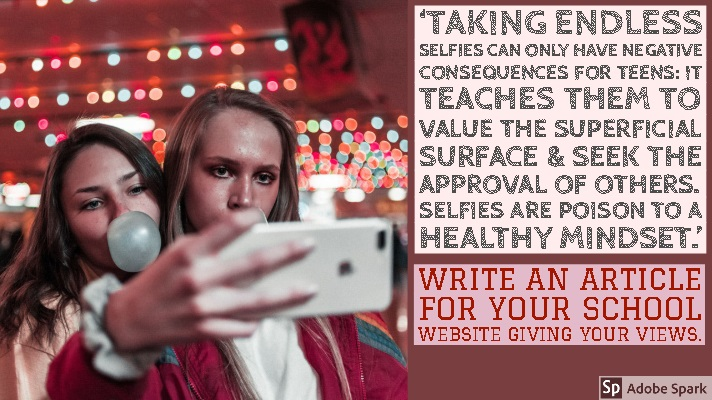 ‘TAKING ENDLESS
SELFIES CAN ONLY HAVE NEGATIVE
CONSEQUENCES FOR TEENS: IT
TEACHES THEM TO
VALUE THE SUPERFICIAL
SURFACE & SEEK THE
APPROVAL OF OTHERS.
SELFIES ARE POISON TO A
HEALTHY MINDSET.’
WRITE AN ARTICLE
FOR YOUR SCHOOL
WEBSITE GIVING YOUR VIEWS.
Sp Adobe Spark